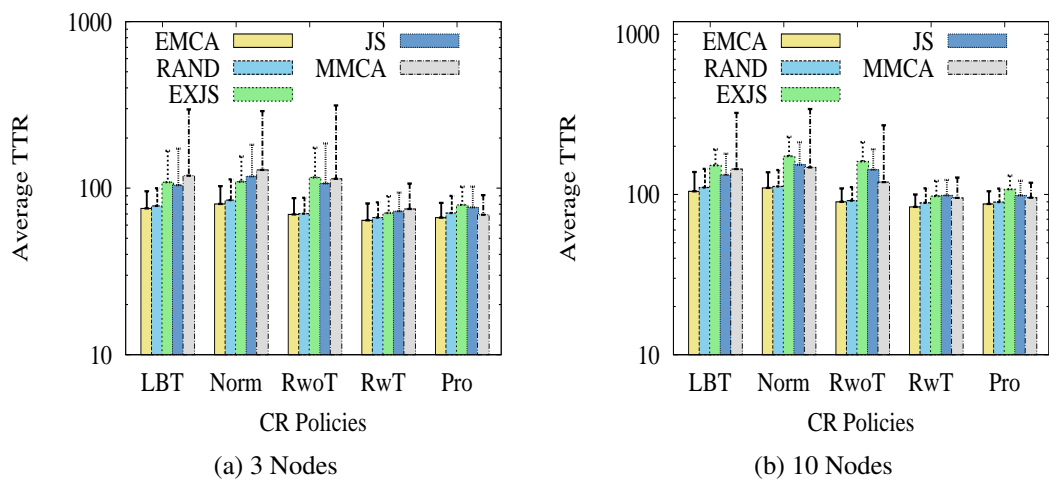 1000
100
10
Average TTR
EMCA
RAND
EXJS
JS
MMCA
LBT Norm RwoT RwT Pro
CR Policies
(a) 3 Nodes
1000
100
10
Average TTR
EMCA
RAND
EXJS
JS
MMCA
LBT Norm RwoT RwT Pro
CR Policies
(b) 10 Nodes